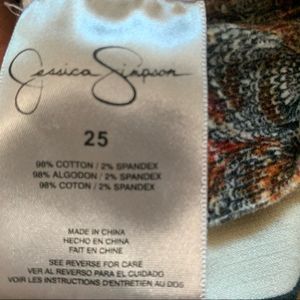 Jessica Simpson
25
98% COTTON / 2% SPANDEX
98% ALGODON / 2% SPANDEX
98% COTON / 2% SPANDEX
MADE IN CHINA
HECHO EN CHINA
FAIT EN CHINE
SEE REVERSE FOR CARE
VER AL REVERSO PARA EL CUIDADO
VOIR LES INSTRUCTIONS D'ENTRETIEN AU DOS